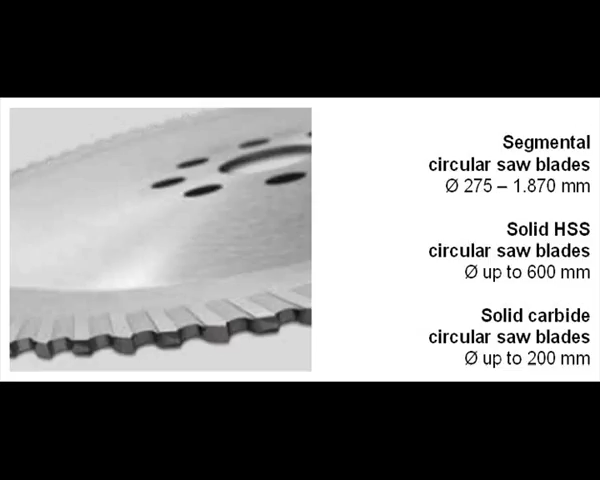 Segmental
circular saw blades
Ø 275 – 1.870 mm
Solid HSS
circular saw blades
Ø up to 600 mm
Solid carbide
circular saw blades
Ø up to 200 mm